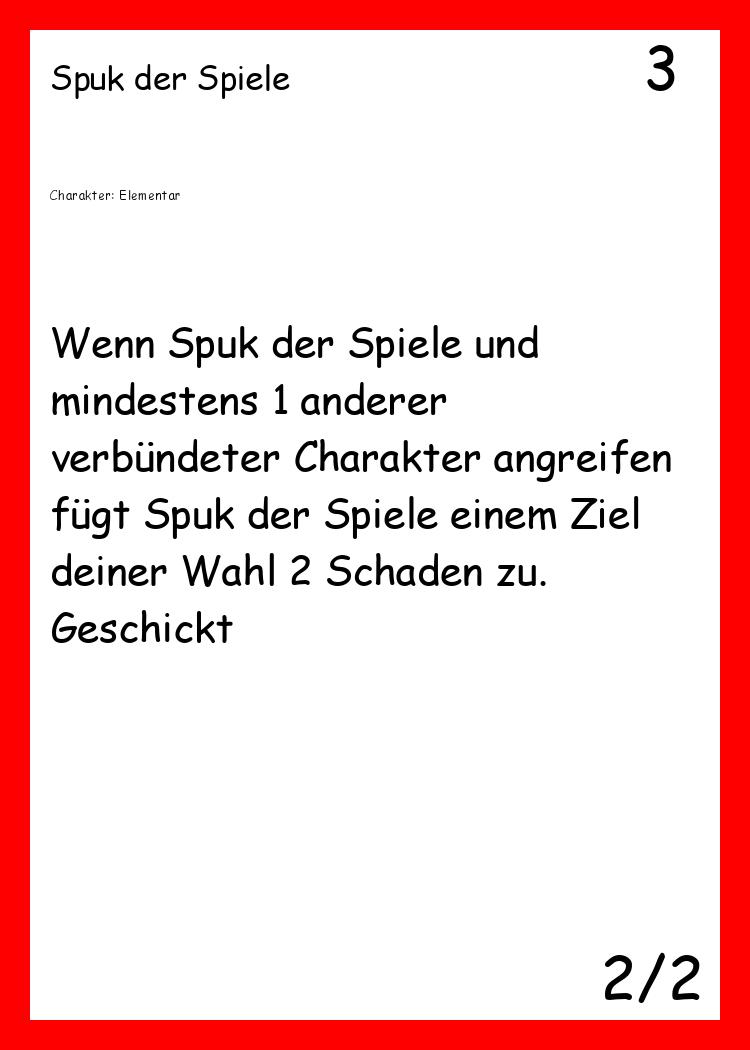 Spuk der Spiele
3
Charakter: Elementar
Wenn Spuk der Spiele und
mindestens 1 anderer
verbündeter Charakter angreifen
fügt Spuk der Spiele einem Ziel
deiner Wahl 2 Schaden zu.
Geschickt
2/2